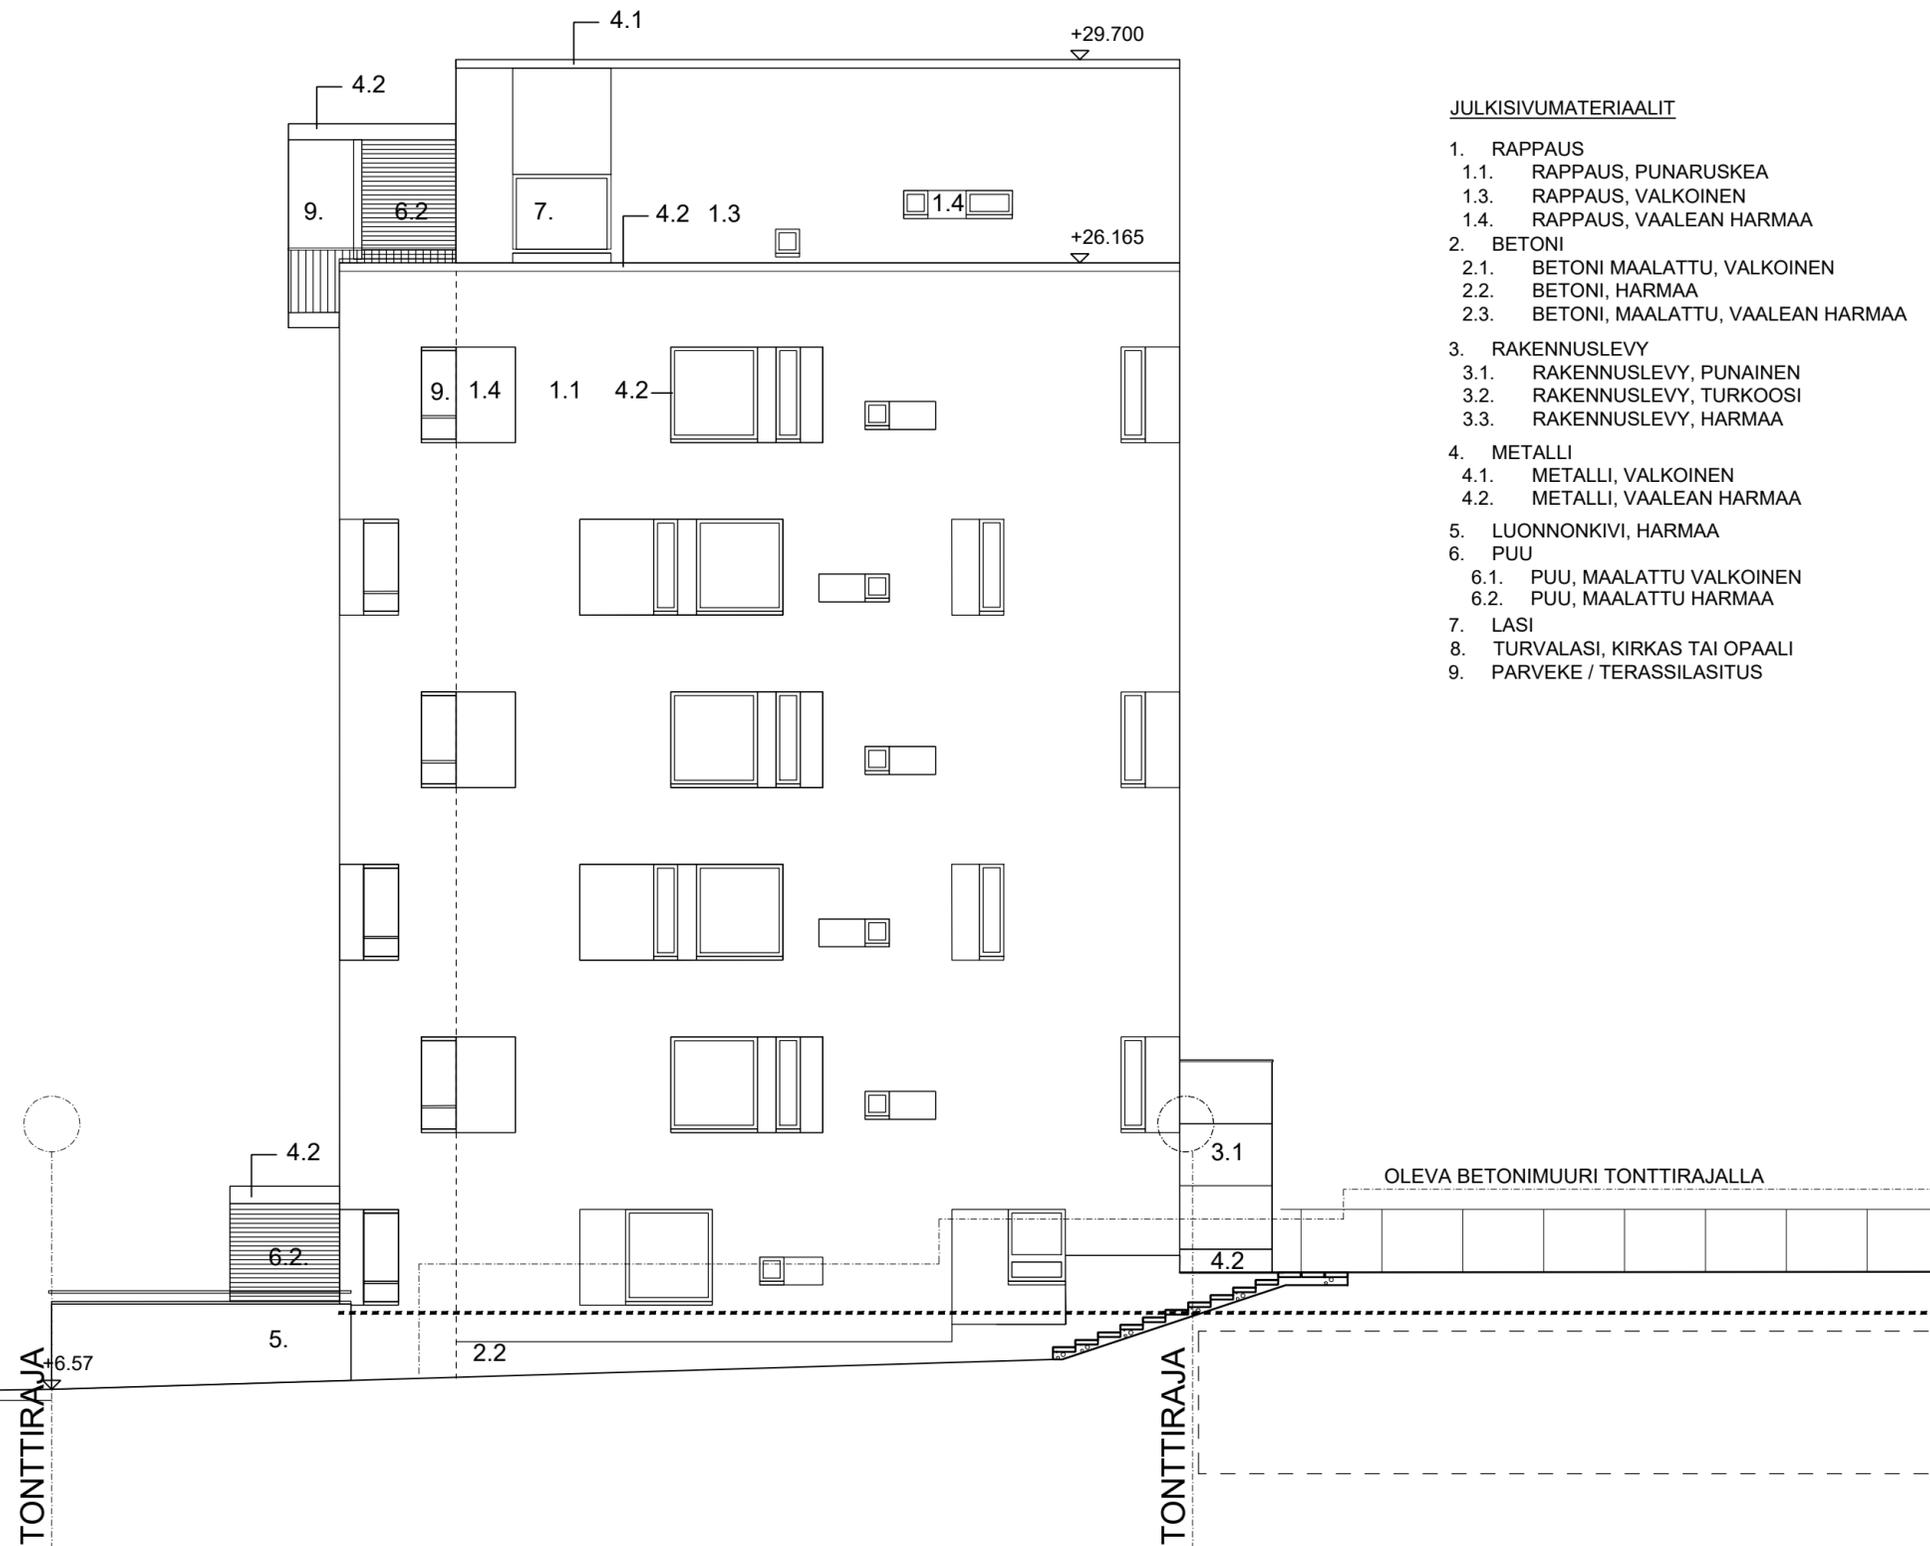 4.1
+29.700
4.2
9.
6.2
7.
4.2 1.3
1.4
+26.165
9. 1.4 1.1 4.2
4.2
3.1
OLEVA BETONIMUURI TONTTIRAJALLA
6.2.
4.2
5.
2.2
+6.57
TONTTIRAJA
TONTTIRAJA
JULKISIVUMATERIAALIT
1. RAPPAUS
1.1. RAPPAUS, PUNARUSKEA
1.3. RAPPAUS, VALKOINEN
1.4. RAPPAUS, VAALEAN HARMAA
2. BETONI
2.1. BETONI MAALATTU, VALKOINEN
2.2. BETONI, HARMAA
2.3. BETONI, MAALATTU, VAALEAN HARMAA
3. RAKENNUSLEVY
3.1. RAKENNUSLEVY, PUNAINEN
3.2. RAKENNUSLEVY, TURKOOSI
3.3. RAKENNUSLEVY, HARMAA
4. METALLI
4.1. METALLI, VALKOINEN
4.2. METALLI, VAALEAN HARMAA
5. LUONNONKIVI, HARMAA
6. PUU
6.1. PUU, MAALATTU VALKOINEN
6.2. PUU, MAALATTU HARMAA
7. LASI
8. TURVALASI, KIRKAS TAI OPAALI
9. PARVEKE / TERASSILASITUS